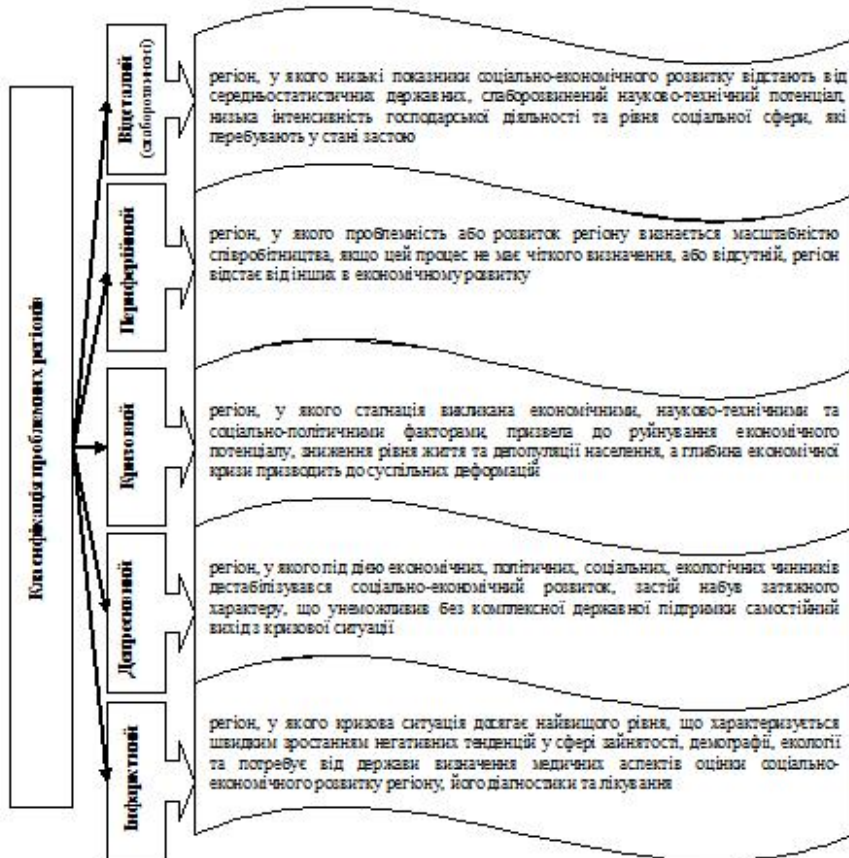 Класифікація проблемних регіонів
Відсталий
(слаборозвинені)
регіон, у якого низькі показники соціально-економічного розвитку відстають від
середньостатистичних державних, слаборозвинений науково-технічний потенціал,
низька інтенсивність господарської діяльності та рівня соціальної сфери, які
перебувають у стані застою
Периферійний
регіон, у якого проблемність або розвиток регіону визнається масштабністю
співробітництва, якщо цей процес не має чіткого визначення, або відсутній, регіон
відстає від інших в економічному розвитку
Кризовий
регіон, у якого стагнація викликана економічними, науково-технічними та
соціально-політичними факторами, призвела до руйнування економічного
потенціалу, зниження рівня життя та депопуляції населення, а глибина економічної
кризи призводить до суспільних деформацій
Депресивний
регіон, у якого під дією економічних, політичних, соціальних, екологічних чинників
дестабілізувався соціально-економічний розвиток, застій набув затяжного
характеру, що унеможливив без комплексної державної підтримки самостійний
вихід з кризової ситуації
Інфарктний
регіон, у якого кризова ситуація досягає найвищого рівня, що характеризується
швидким зростанням негативних тенденцій у сфері зайнятості, демографії, екології
та потребує від держави визначення медичних аспектів оцінки соціально-
економічного розвитку регіону, його діагностики та лікування